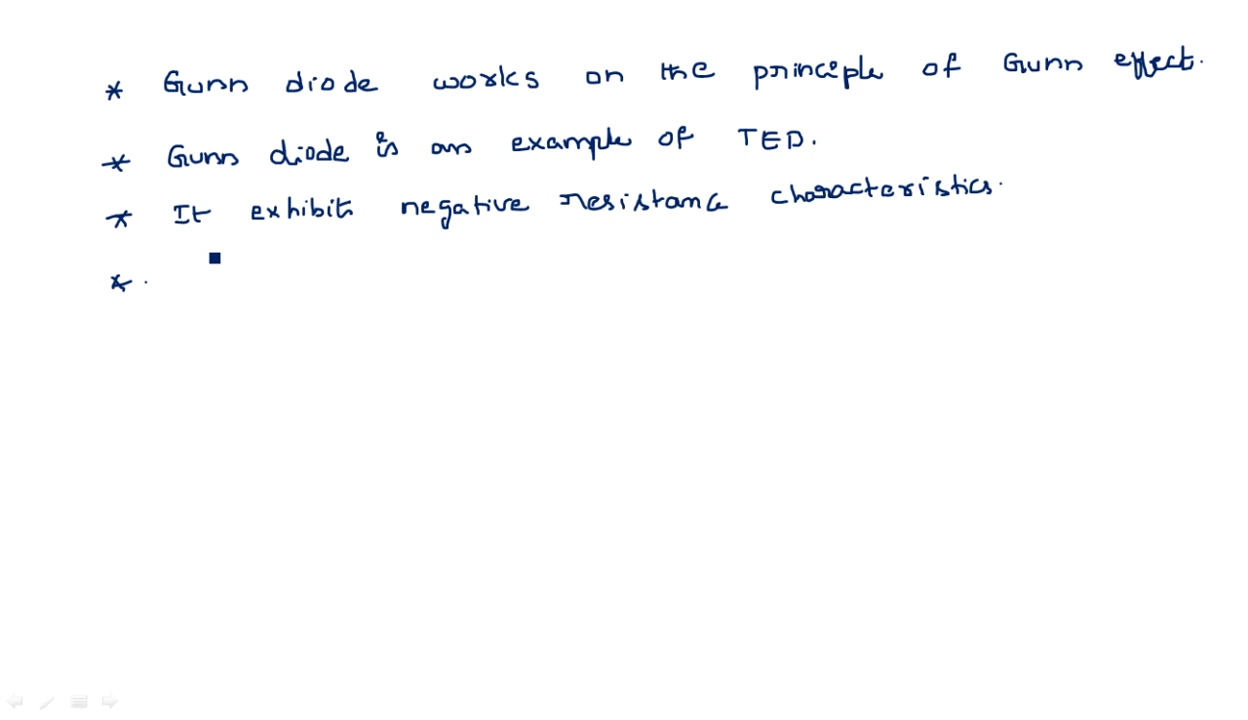 * Gunn diode works on the principle of Gunn effect.
* Gunn diode is an example of TED.
* It exhibits negative resistance characteristics.
* .